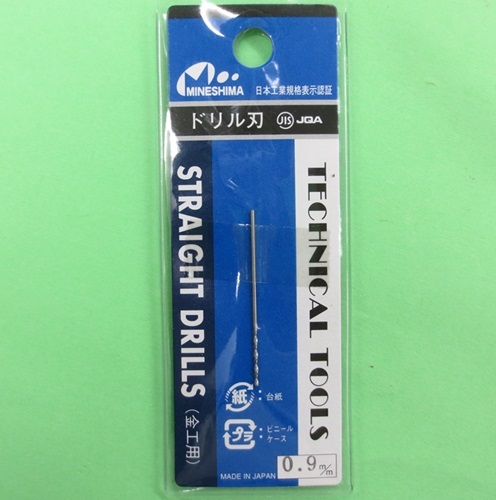 MINESHIMA
日本工業規格表示認証
ドリル刃 JIS JQA
TECHNICAL TOOLS
STRAIGHT DRILLS (金工用)
紙 : 台紙
プラ : ビニールケース
MADE IN JAPAN
0.9m/m